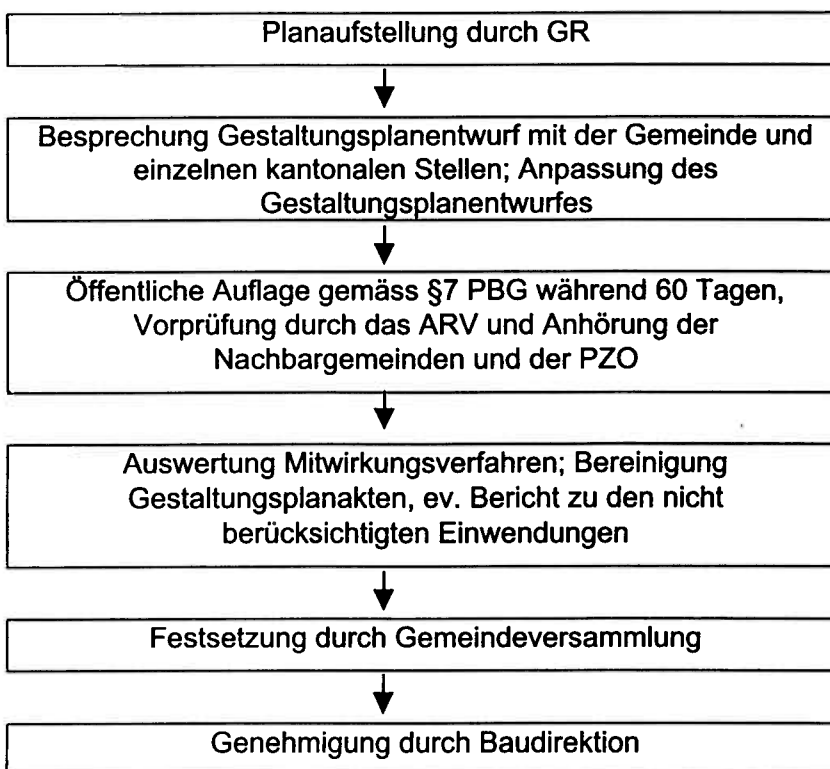 Planaufstellung durch GR
Besprechung Gestaltungsplanentwurf mit der Gemeinde und
einzelnen kantonalen Stellen; Anpassung des
Gestaltungsplanentwurfes
Öffentliche Auflage gemäss §7 PBG während 60 Tagen,
Vorprüfung durch das ARV und Anhörung der
Nachbargemeinden und der PZO
Auswertung Mitwirkungsverfahren; Bereinigung
Gestaltungsplanakten, ev. Bericht zu den nicht
berücksichtigten Einwendungen
Festsetzung durch Gemeindeversammlung
Genehmigung durch Baudirektion